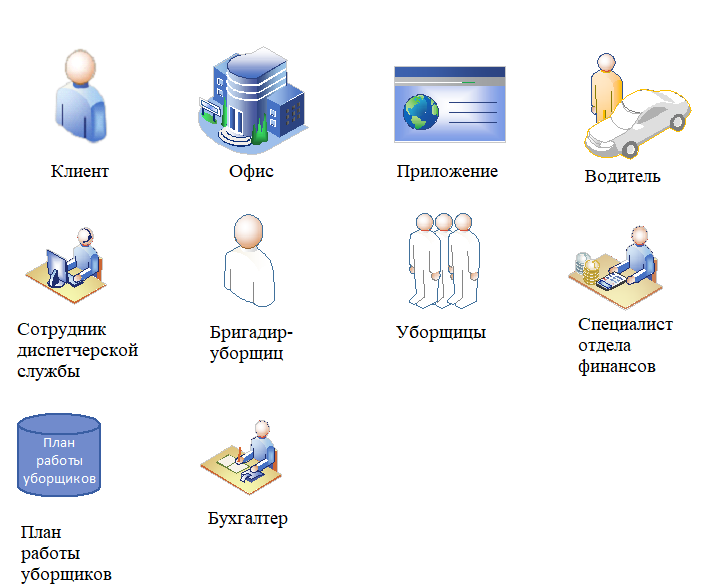 Клиент
Офис
Приложение
Водитель
Сотрудник
диспетчерской
службы
Бригадир-
уборщиц
Уборщицы
Специалист
отдела
финансов
План
работы
уборщиков
План
работы
уборщиков
Бухгалтер